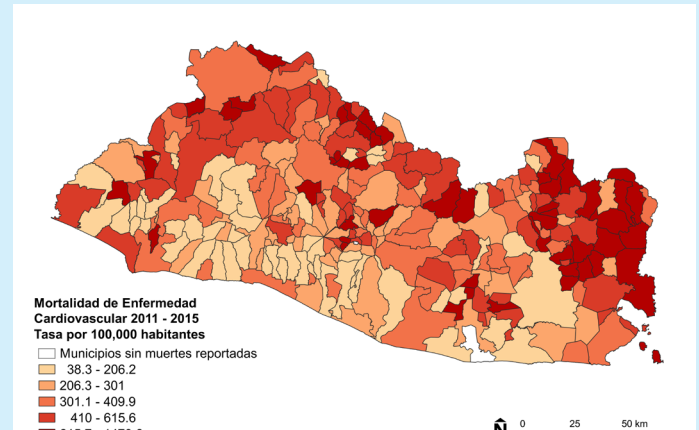 Mortalidad de Enfermedad
Cardiovascular 2011 - 2015
Tasa por 100,000 habitantes
Municipios sin muertes reportadas
38.3 - 206.2
206.3 - 301
301.1 - 409.9
410 - 615.6
N
0 25 50 km